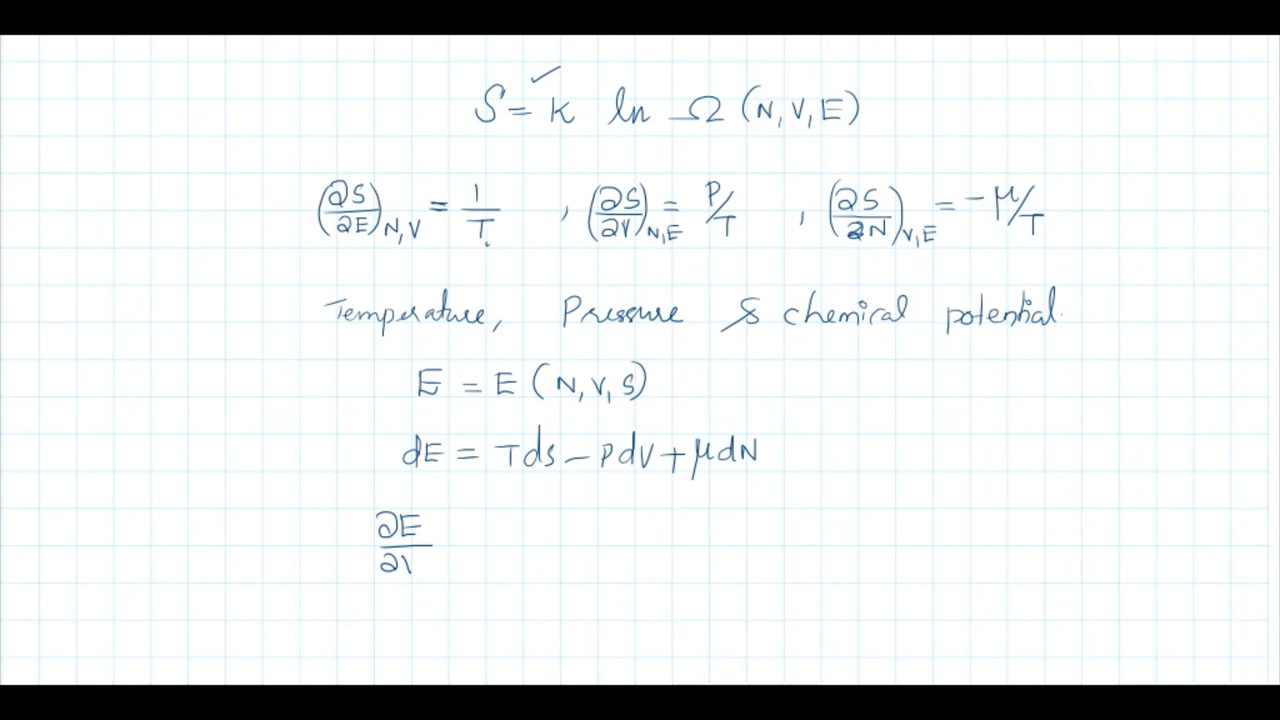 S = k ln Ω (N, V, E)
(∂S/∂E)N,V = 1/T , (∂S/∂V)N,E = P/T , (∂S/∂N)V,E = -μ/T
Temperature, Pressure & chemical potential.
E = E (N, V, S)
dE = Tds - PdV + μdN
∂E